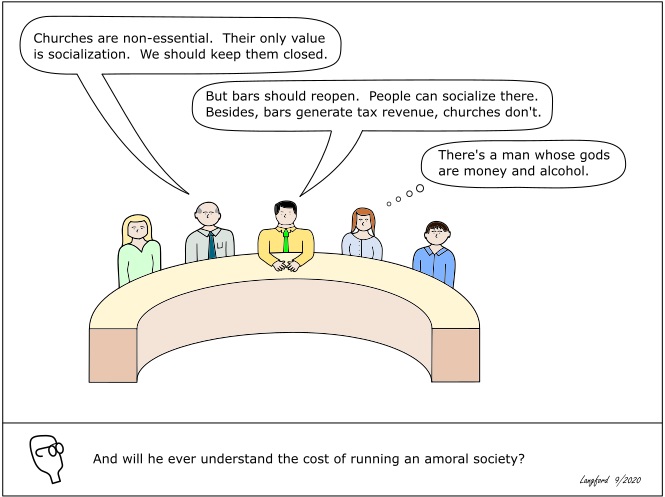 Churches are non-essential.  Their only value
is socialization.  We should keep them closed.
But bars should reopen.  People can socialize there.
Besides, bars generate tax revenue, churches don't.
There's a man whose gods
are money and alcohol.
And will he ever understand the cost of running an amoral society?
Langford 9/2020